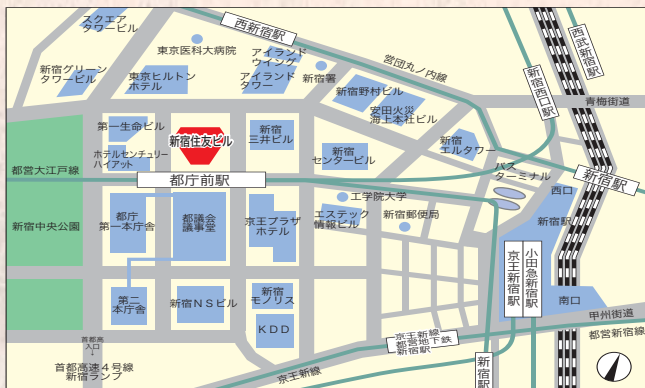 スクエア
タワービル
西新宿駅
東京医科大病院
アイランド
ウイング
営団丸ノ内線
西武新宿駅
新宿グリーン
タワービル
東京ヒルトン
ホテル
アイランド
タワー
新宿署
新宿野村ビル
新宿西口駅
安田火災
海上本社ビル
青梅街道
第一生命ビル
新宿住友ビル
新宿
三井ビル
新宿
エルタワー
ホテルセンチュリー
ハイアット
新宿
センタービル
バス
ターミナル
新宿駅
都営大江戸線
都庁前駅
西口
工学院大学
新宿中央公園
都庁
第一本庁舎
都議会
議事堂
京王プラザ
ホテル
エステック
情報ビル
新宿郵便局
新宿駅
京王新宿駅
小田急新宿駅
第二
本庁舎
新宿NSビル
新宿
モノリス
南口
KDD
甲州街道
首都高
入口
↓
京王新線
都営地下鉄
新宿駅
都営新宿線
首都高速4号線
新宿ランプ
京王新線
新宿駅